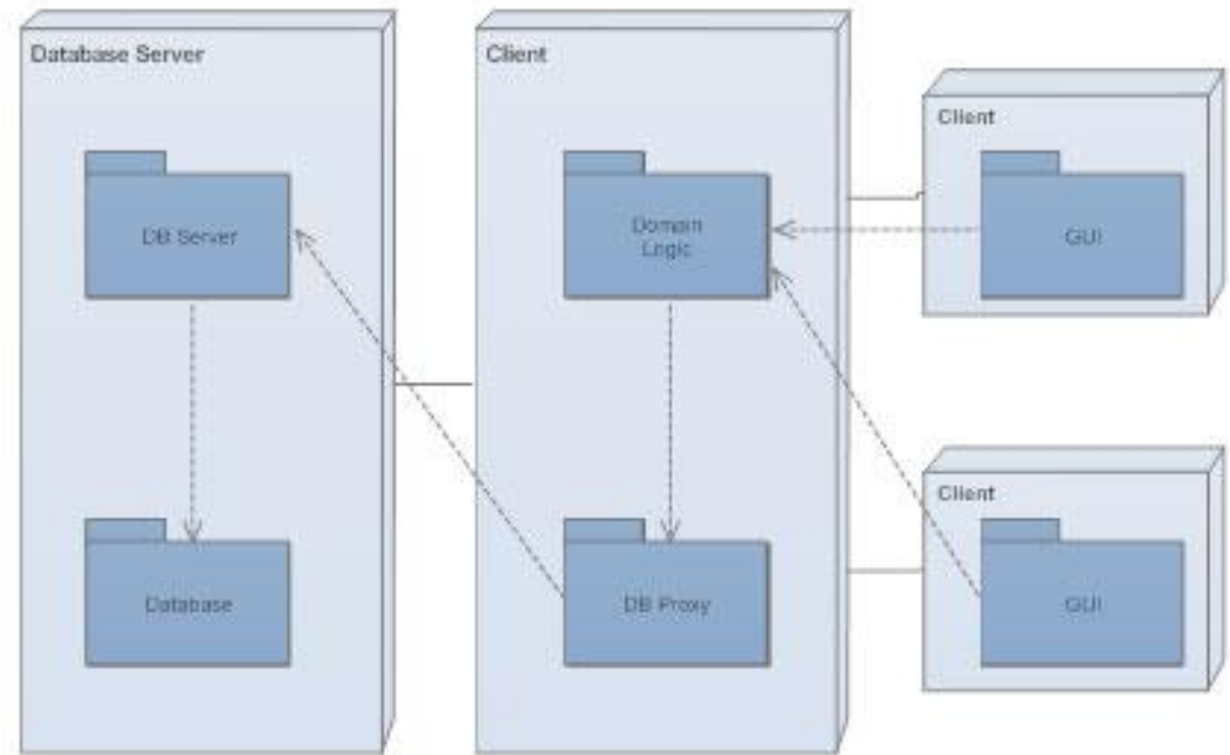 Database Server
DB Server
Database
Client
Domain
Logic
DB Proxy
Client
GUI
Client
GUI